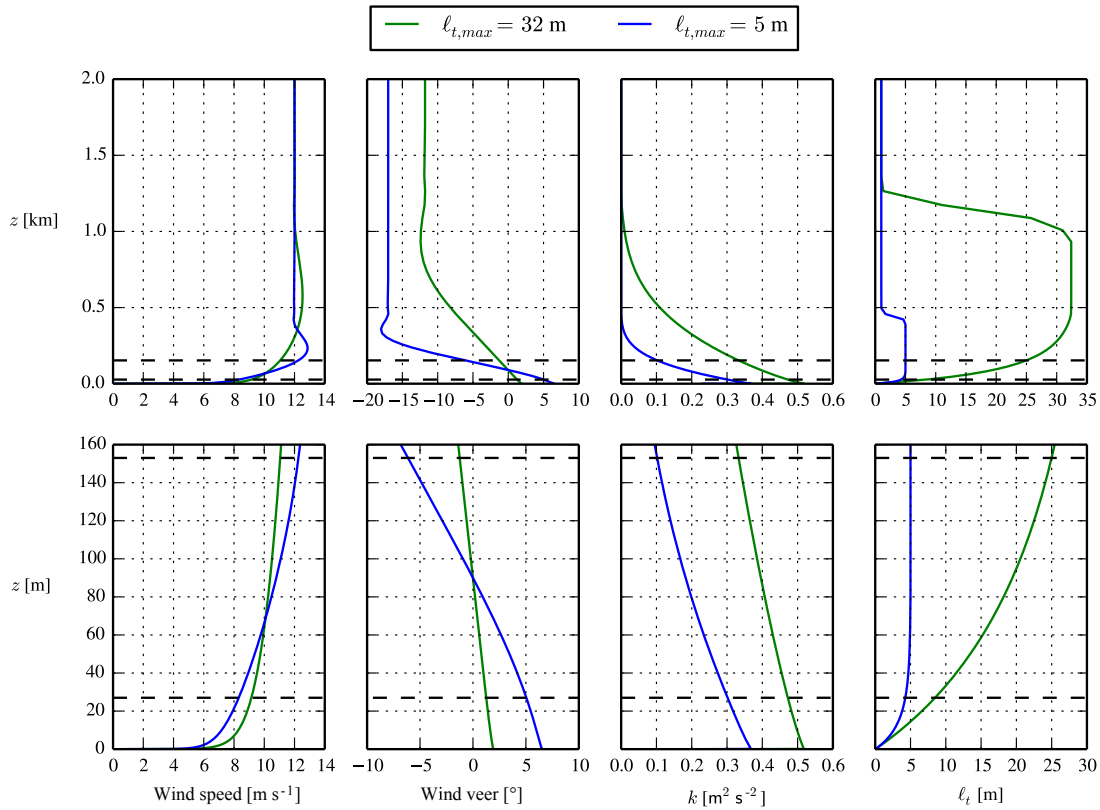 ℓt,max = 32 m ℓt,max = 5 m
2.0
1.5
z [km]
1.0
0.5
0.0
0 2 4 6 8 10 12 14
−20 −15 −10 −5 0 5 10
0.0 0.1 0.2 0.3 0.4 0.5 0.6
0 5 10 15 20 25 30 35
160
140
120
100
z [m]
80
60
40
20
0
0 2 4 6 8 10 12 14
−10 −5 0 5 10
0.0 0.1 0.2 0.3 0.4 0.5 0.6
0 5 10 15 20 25 30
Wind speed [m s-1] Wind veer [°] k [m2 s−2] ℓt [m]